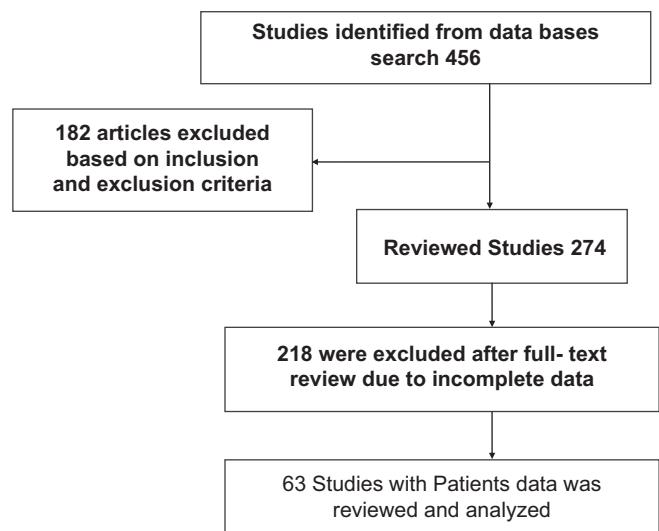 Studies identified from data bases
search 456
182 articles excluded
based on inclusion
and exclusion criteria
Reviewed Studies 274
218 were excluded after full- text
review due to incomplete data
63 Studies with Patients data was
reviewed and analyzed